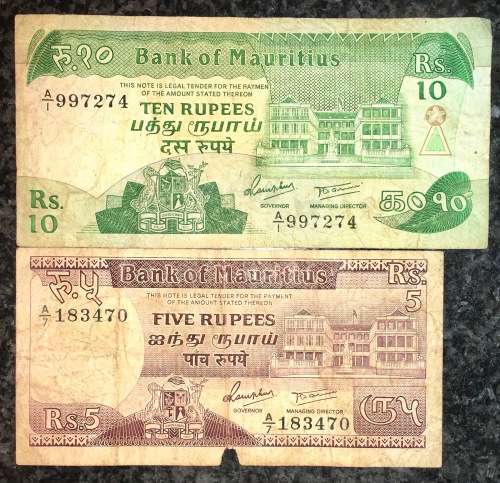 रु.१० Bank of Mauritius Rs. 10
THIS NOTE IS LEGAL TENDER FOR THE PAYMENT
OF THE AMOUNT STATED THEREON
A/1 997274
TEN RUPEES
பத்து ரூபாய்
दस रुपये
Rs. 10
GOVERNOR MANAGING DIRECTOR
A/1 997274
रु.५ Bank of Mauritius Rs. 5
THIS NOTE IS LEGAL TENDER FOR THE PAYMENT
OF THE AMOUNT STATED THEREON
A/7 183470
FIVE RUPEES
ஐந்து ரூபாய்
पांच रुपये
Rs.5
GOVERNOR MANAGING DIRECTOR
A/7 183470